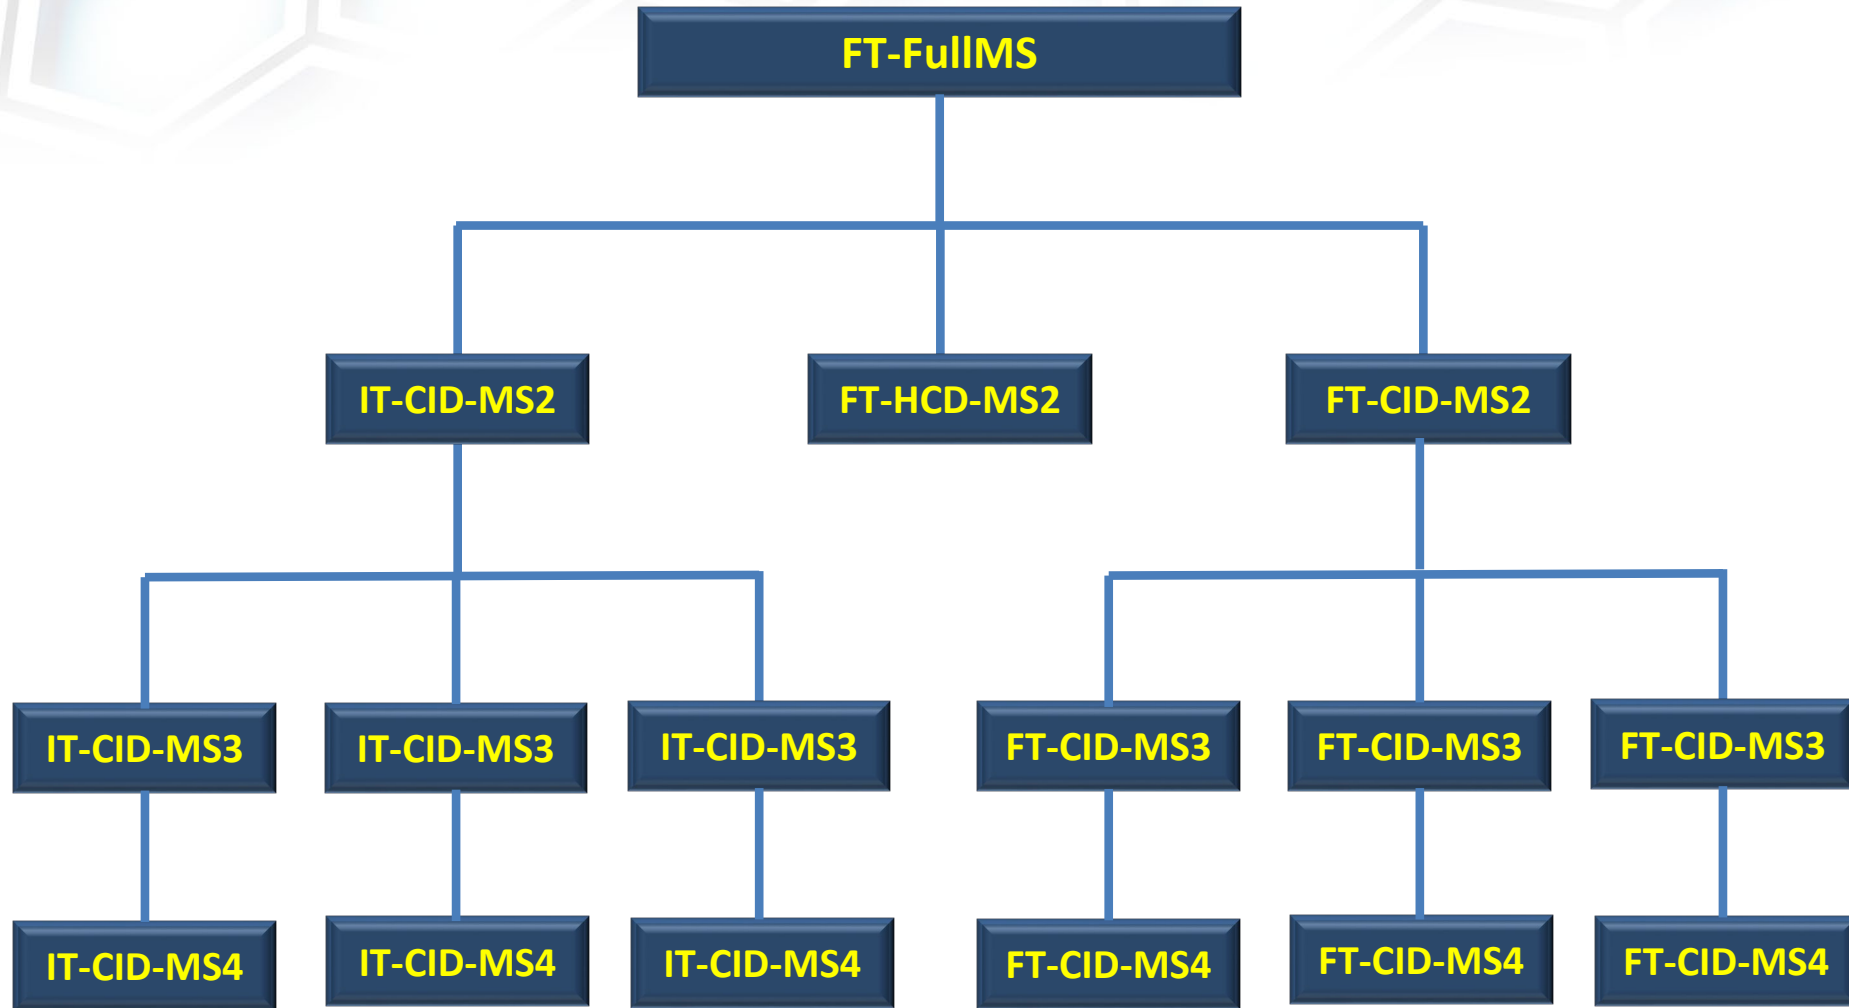 FT-FullMS
IT-CID-MS2
FT-HCD-MS2
FT-CID-MS2
IT-CID-MS3
IT-CID-MS3
IT-CID-MS3
FT-CID-MS3
FT-CID-MS3
FT-CID-MS3
IT-CID-MS4
IT-CID-MS4
IT-CID-MS4
FT-CID-MS4
FT-CID-MS4
FT-CID-MS4